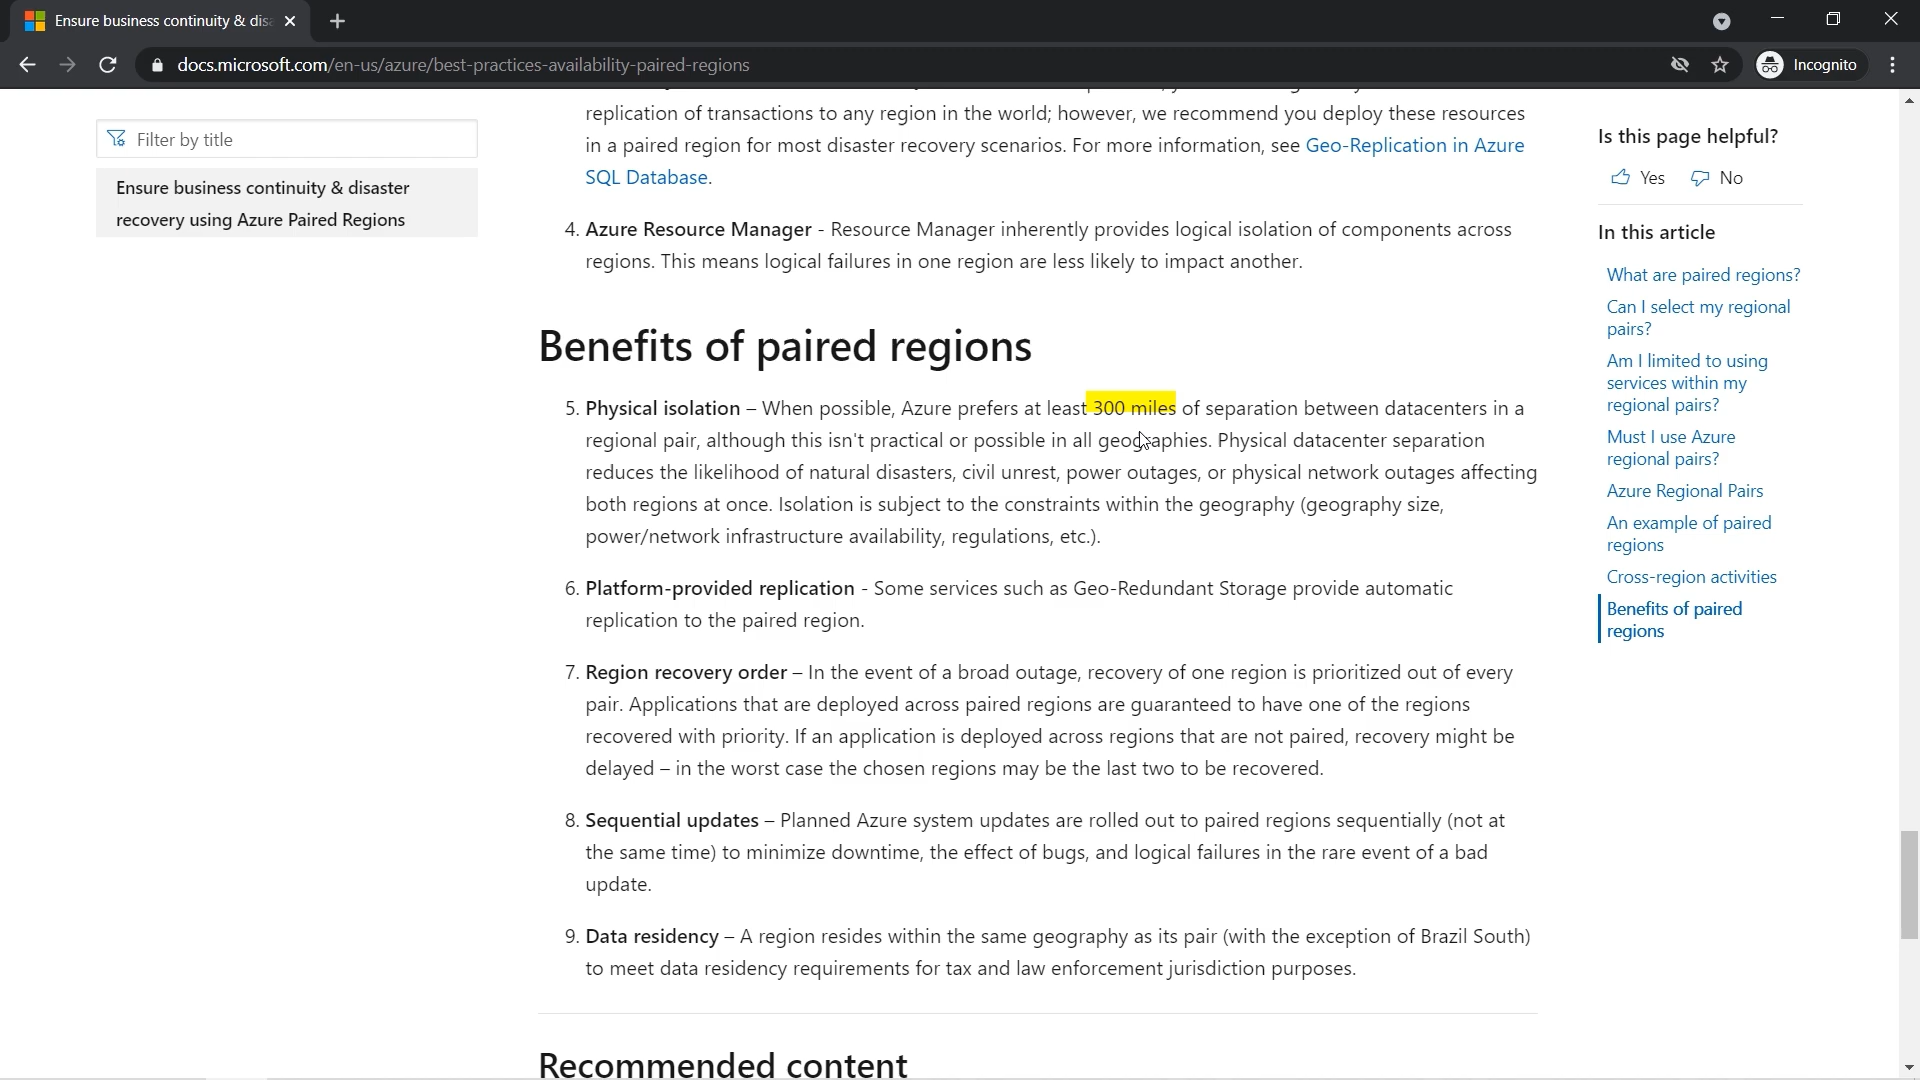 Ensure business continuity & dis
docs.microsoft.com/en-us/azure/best-practices-availability-paired-regions
Incognito
Filter by title
Ensure business continuity & disaster
recovery using Azure Paired Regions
replication of transactions to any region in the world; however, we recommend you deploy these resources
in a paired region for most disaster recovery scenarios. For more information, see Geo-Replication in Azure
SQL Database.
4. Azure Resource Manager - Resource Manager inherently provides logical isolation of components across
regions. This means logical failures in one region are less likely to impact another.
Benefits of paired regions
5. Physical isolation – When possible, Azure prefers at least 300 miles of separation between datacenters in a
regional pair, although this isn't practical or possible in all geographies. Physical datacenter separation
reduces the likelihood of natural disasters, civil unrest, power outages, or physical network outages affecting
both regions at once. Isolation is subject to the constraints within the geography (geography size,
power/network infrastructure availability, regulations, etc.).
6. Platform-provided replication - Some services such as Geo-Redundant Storage provide automatic
replication to the paired region.
7. Region recovery order – In the event of a broad outage, recovery of one region is prioritized out of every
pair. Applications that are deployed across paired regions are guaranteed to have one of the regions
recovered with priority. If an application is deployed across regions that are not paired, recovery might be
delayed – in the worst case the chosen regions may be the last two to be recovered.
8. Sequential updates – Planned Azure system updates are rolled out to paired regions sequentially (not at
the same time) to minimize downtime, the effect of bugs, and logical failures in the rare event of a bad
update.
9. Data residency – A region resides within the same geography as its pair (with the exception of Brazil South)
to meet data residency requirements for tax and law enforcement jurisdiction purposes.
Recommended content
Is this page helpful?
Yes No
In this article
What are paired regions?
Can I select my regional
pairs?
Am I limited to using
services within my
regional pairs?
Must I use Azure
regional pairs?
Azure Regional Pairs
An example of paired
regions
Cross-region activities
Benefits of paired
regions